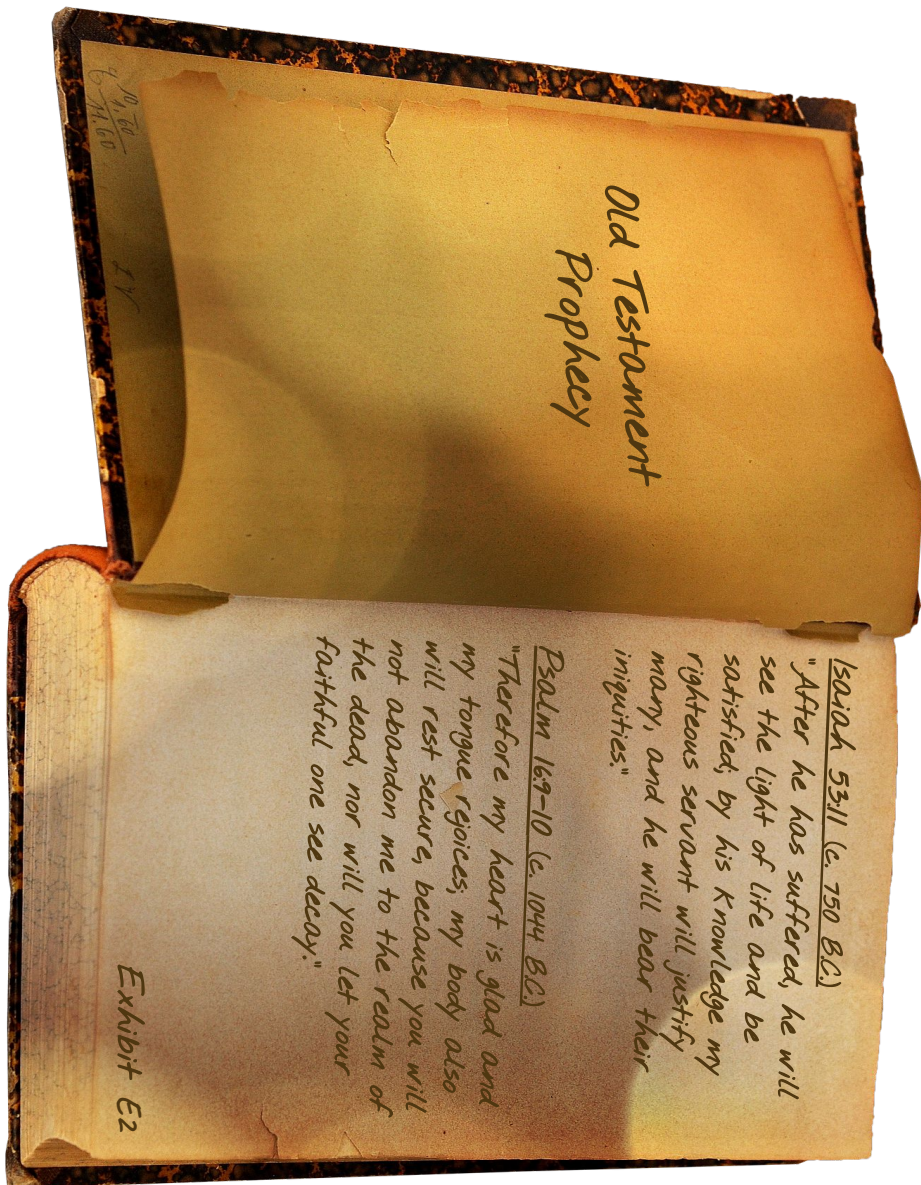 Old Testament
Prophecy
Isaiah 53:11 (c. 750 B.C.)
"After he has suffered, he will
see the light of life and be
satisfied; by his knowledge my
righteous servant will justify
many, and he will bear their
iniquities."
Psalm 16:9-10 (c. 1044 B.C.)
"Therefore my heart is glad and
my tongue rejoices; my body also
will rest secure, because you will
not abandon me to the realm of
the dead, nor will you let your
faithful one see decay."
Exhibit E2